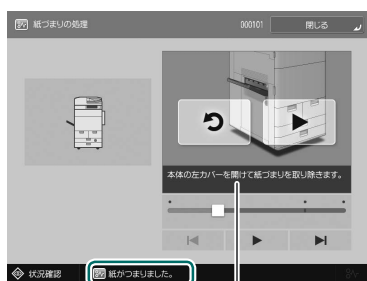 紙づまりの処理
000101
閉じる
本体の左カバーを開けて紙づまりを取り除きます。
状況確認
紙がつまりました。